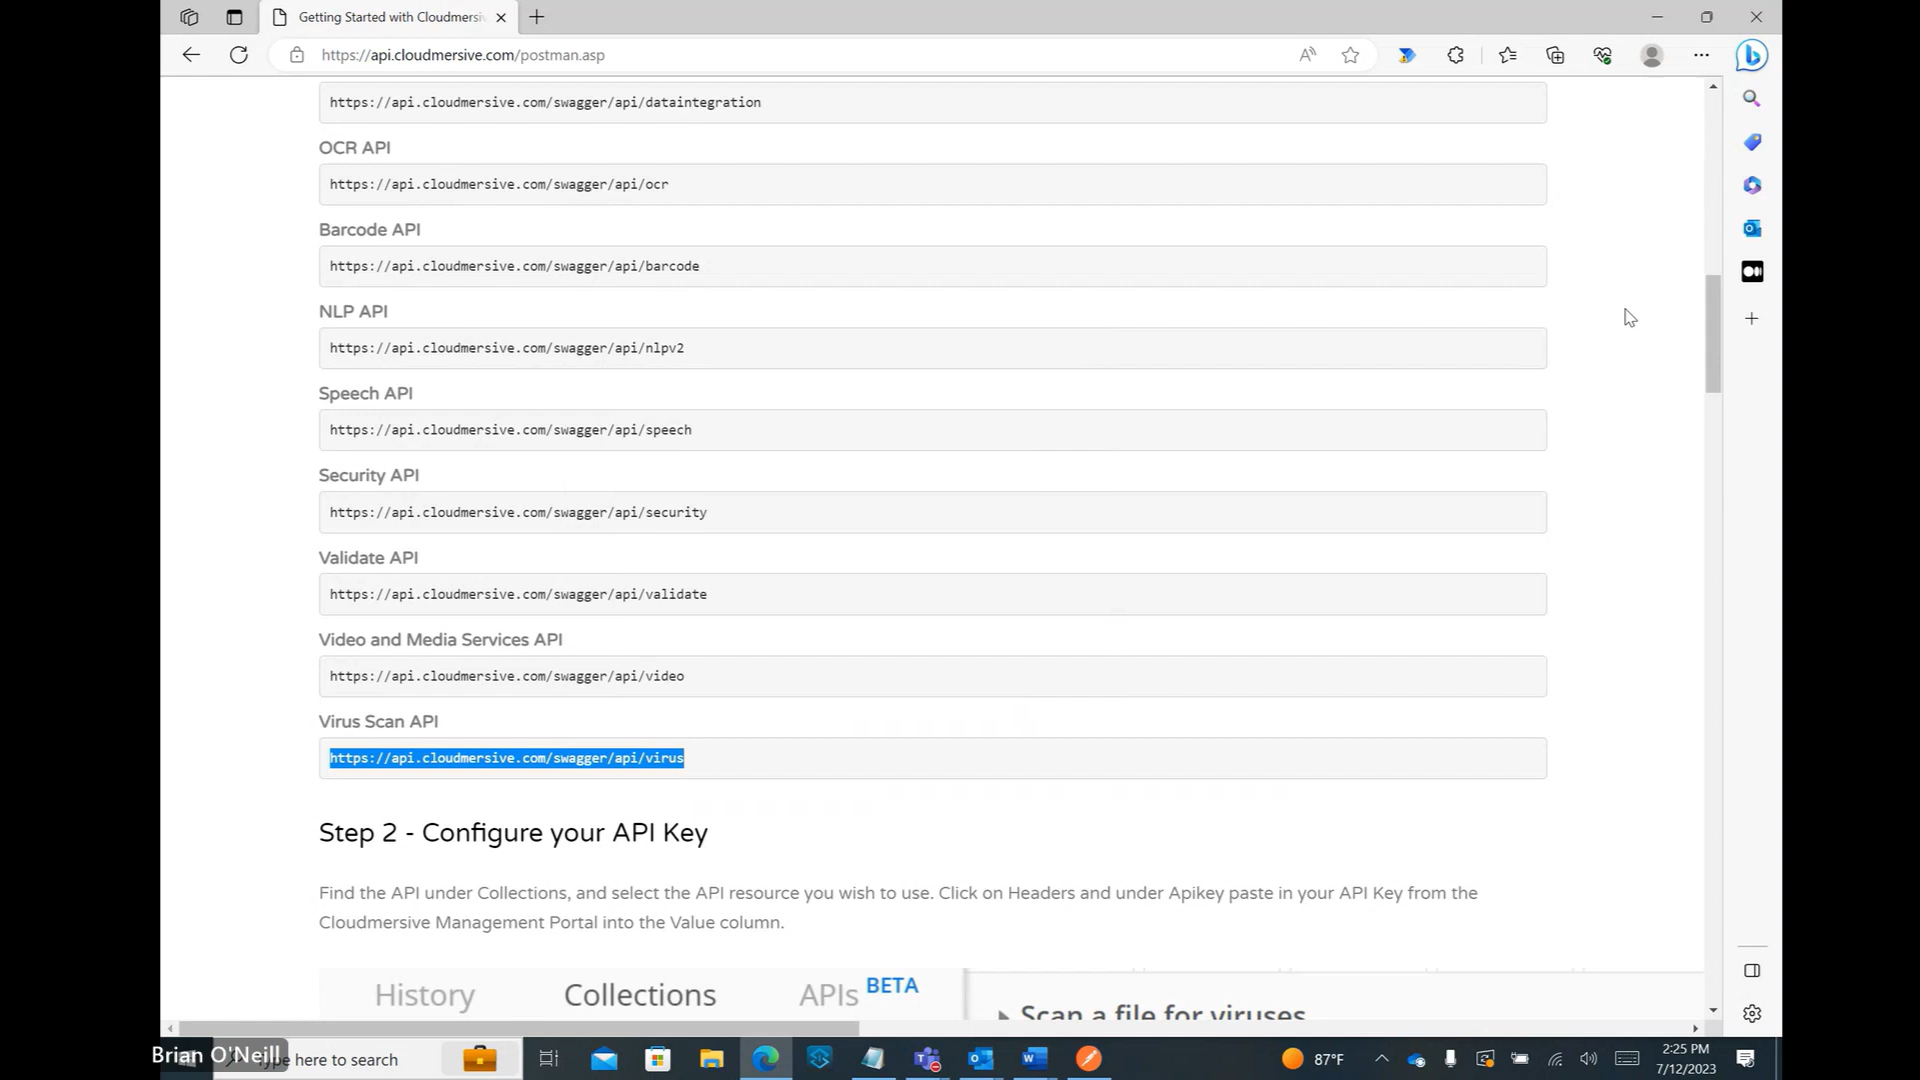 Getting Started with Cloudmersi
https://api.cloudmersive.com/postman.asp
https://api.cloudmersive.com/swagger/api/dataintegration
OCR API
https://api.cloudmersive.com/swagger/api/ocr
Barcode API
https://api.cloudmersive.com/swagger/api/barcode
NLP API
https://api.cloudmersive.com/swagger/api/nlpv2
Speech API
https://api.cloudmersive.com/swagger/api/speech
Security API
https://api.cloudmersive.com/swagger/api/security
Validate API
https://api.cloudmersive.com/swagger/api/validate
Video and Media Services API
https://api.cloudmersive.com/swagger/api/video
Virus Scan API
https://api.cloudmersive.com/swagger/api/virus
Step 2 - Configure your API Key
Find the API under Collections, and select the API resource you wish to use. Click on Headers and under Apikey paste in your API Key from the
Cloudmersive Management Portal into the Value column.
History Collections APIs BETA
Scan a file for viruses
Brian O'Neill
here to search
87°F
2:25 PM
7/12/2023